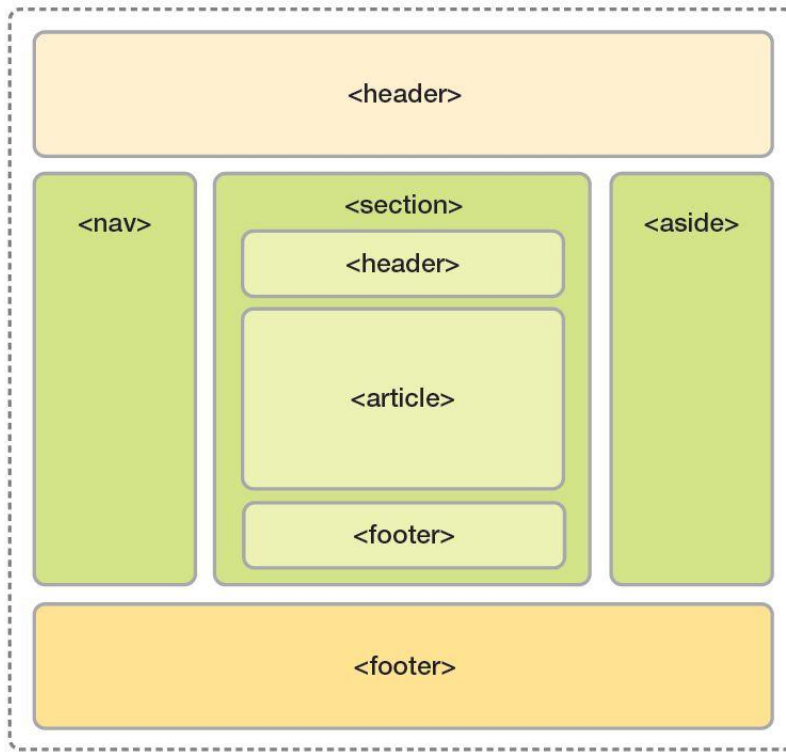 <header>
<nav>
<section>
<header>
<article>
<footer>
<aside>
<footer>